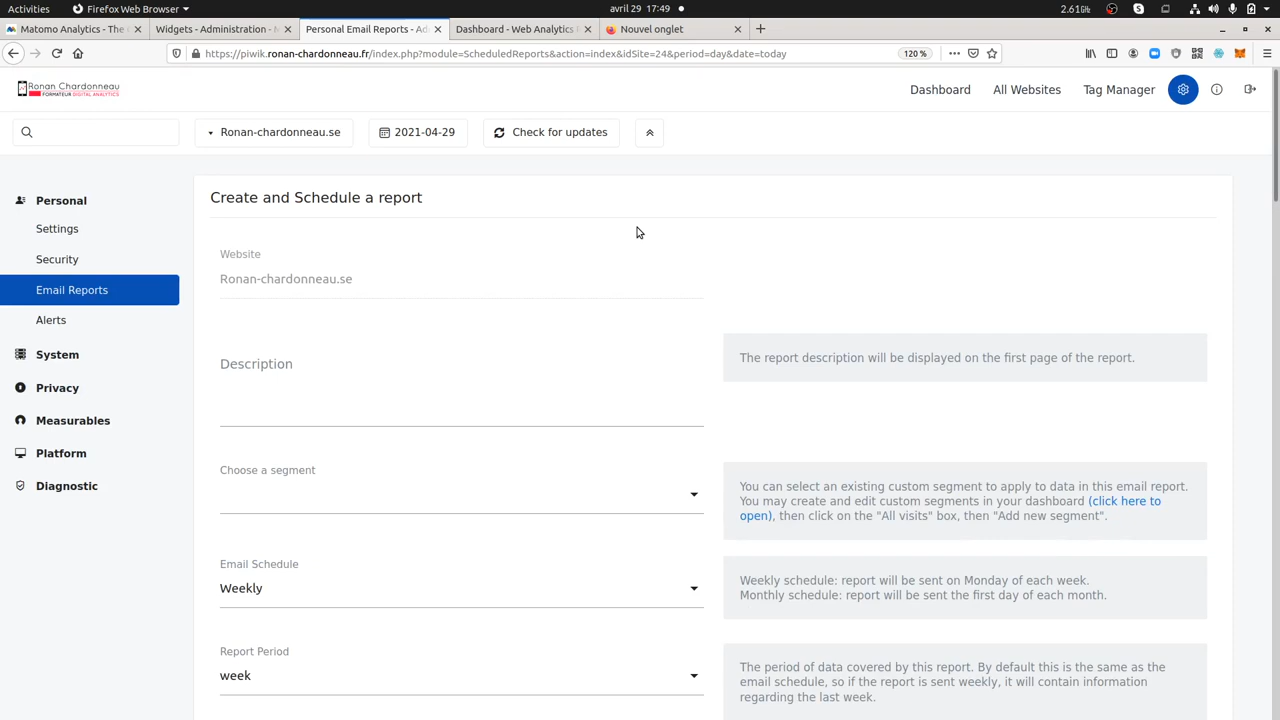 Activities
Firefox Web Browser
avril 29 17:49
Matomo Analytics - The
Widgets - Administration -
Personal Email Reports - Ad
Dashboard - Web Analytics
Nouvel onglet
https://piwik.ronan-chardonneau.fr/index.php?module=ScheduledReports&action=index&idSite=24&period=day&date=today
120 %
Ronan Chardonneau
FORMATEUR DIGITAL ANALYTICS
Dashboard
All Websites
Tag Manager
Ronan-chardonneau.se
2021-04-29
Check for updates
Personal
Settings
Security
Email Reports
Alerts
System
Privacy
Measurables
Platform
Diagnostic
Create and Schedule a report
Website
Ronan-chardonneau.se
Description
The report description will be displayed on the first page of the report.
Choose a segment
You can select an existing custom segment to apply to data in this email report.
You may create and edit custom segments in your dashboard (click here to
open), then click on the "All visits" box, then "Add new segment".
Email Schedule
Weekly
Weekly schedule: report will be sent on Monday of each week.
Monthly schedule: report will be sent the first day of each month.
Report Period
week
The period of data covered by this report. By default this is the same as the
email schedule, so if the report is sent weekly, it will contain information
regarding the last week.